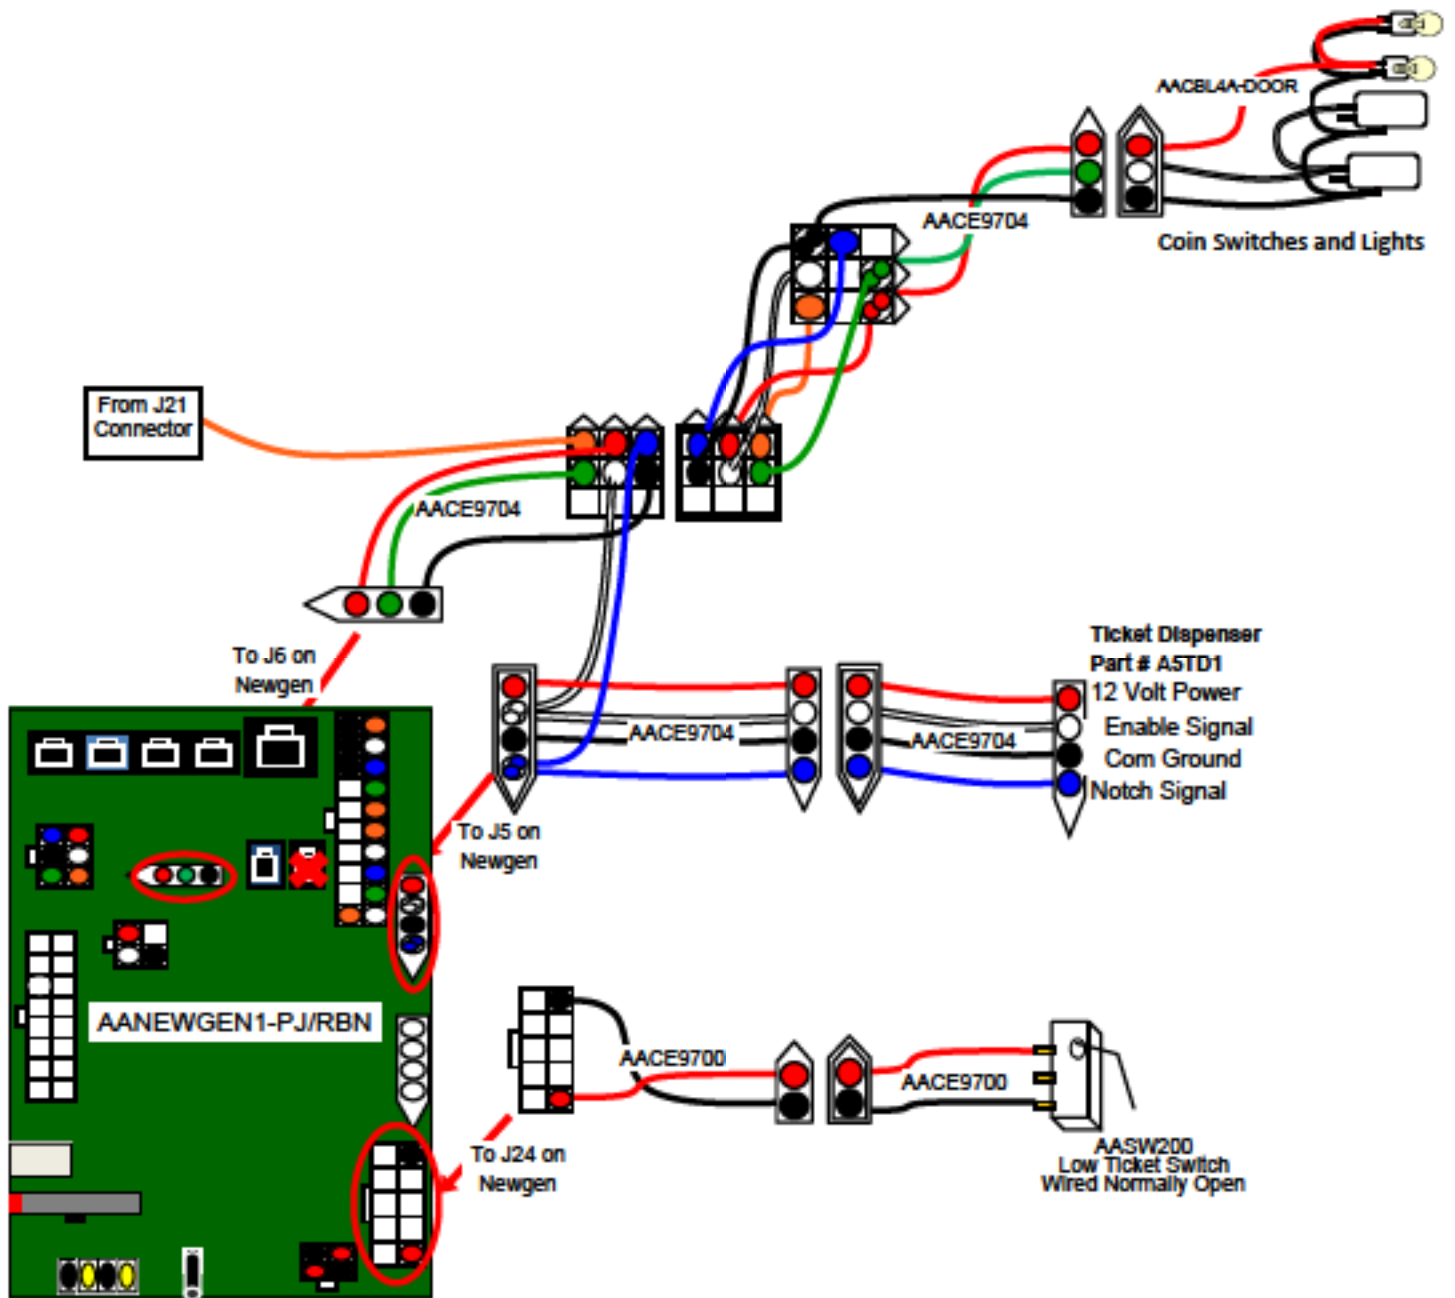 AACBL4A-DOOR
AACE9704
Coin Switches and Lights
From J21
Connector
AACE9704
To J6 on
Newgen
Ticket Dispenser
Part # A5TD1
12 Volt Power
Enable Signal
Com Ground
Notch Signal
AACE9704
AACE9704
To J5 on
Newgen
AANEWGEN1-PJ/RBN
AACE9700
AACE9700
To J24 on
Newgen
AASW200
Low Ticket Switch
Wired Normally Open